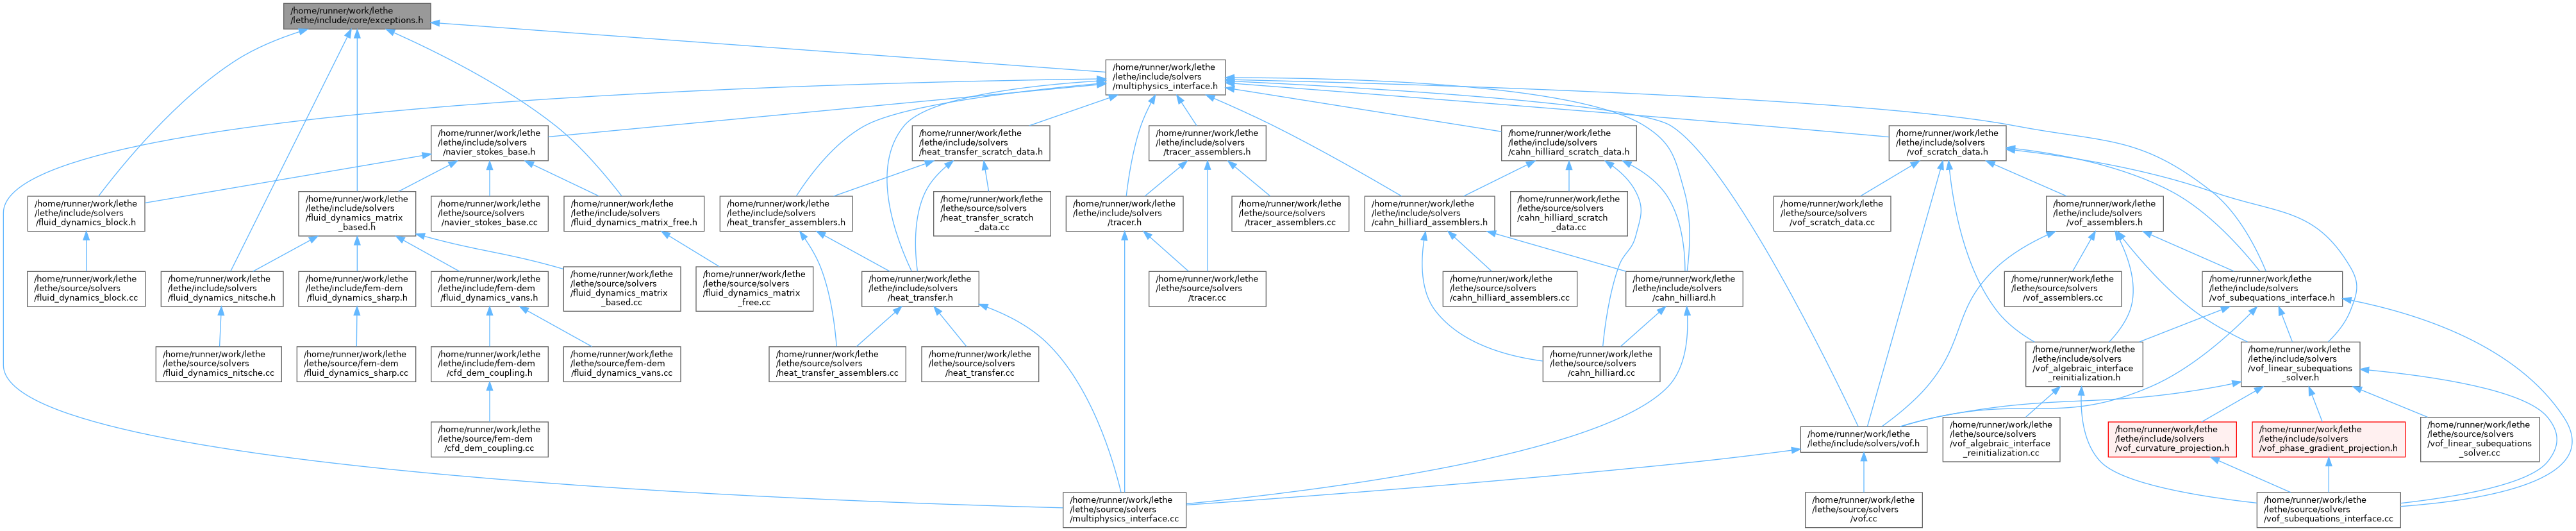 /home/runner/work/lethe
/lethe/include/core/exceptions.h
/home/runner/work/lethe
/lethe/include/solvers
/multiphysics_interface.h
/home/runner/work/lethe
/lethe/include/solvers
/navier_stokes_base.h
/home/runner/work/lethe
/lethe/include/solvers
/heat_transfer_scratch_data.h
/home/runner/work/lethe
/lethe/include/solvers
/tracer_assemblers.h
/home/runner/work/lethe
/lethe/include/solvers
/cahn_hilliard_scratch_data.h
/home/runner/work/lethe
/lethe/include/solvers
/vof_scratch_data.h
/home/runner/work/lethe
/lethe/include/solvers
/fluid_dynamics_block.h
/home/runner/work/lethe
/lethe/include/solvers
/fluid_dynamics_matrix
_based.h
/home/runner/work/lethe
/lethe/source/solvers
/navier_stokes_base.cc
/home/runner/work/lethe
/lethe/include/solvers
/fluid_dynamics_matrix_free.h
/home/runner/work/lethe
/lethe/include/solvers
/heat_transfer_assemblers.h
/home/runner/work/lethe
/lethe/source/solvers
/heat_transfer_scratch
_data.cc
/home/runner/work/lethe
/lethe/include/solvers
/tracer.h
/home/runner/work/lethe
/lethe/source/solvers
/tracer_assemblers.cc
/home/runner/work/lethe
/lethe/include/solvers
/cahn_hilliard_assemblers.h
/home/runner/work/lethe
/lethe/source/solvers
/cahn_hilliard_scratch
_data.cc
/home/runner/work/lethe
/lethe/source/solvers
/vof_scratch_data.cc
/home/runner/work/lethe
/lethe/include/solvers
/vof_assemblers.h
/home/runner/work/lethe
/lethe/source/solvers
/fluid_dynamics_block.cc
/home/runner/work/lethe
/lethe/include/solvers
/fluid_dynamics_nitsche.h
/home/runner/work/lethe
/lethe/include/fem-dem
/fluid_dynamics_sharp.h
/home/runner/work/lethe
/lethe/include/fem-dem
/fluid_dynamics_vans.h
/home/runner/work/lethe
/lethe/source/solvers
/fluid_dynamics_matrix
_based.cc
/home/runner/work/lethe
/lethe/source/solvers
/fluid_dynamics_matrix
_free.cc
/home/runner/work/lethe
/lethe/include/solvers
/heat_transfer.h
/home/runner/work/lethe
/lethe/source/solvers
/tracer.cc
/home/runner/work/lethe
/lethe/source/solvers
/cahn_hilliard_assemblers.cc
/home/runner/work/lethe
/lethe/include/solvers
/cahn_hilliard.h
/home/runner/work/lethe
/lethe/source/solvers
/vof_assemblers.cc
/home/runner/work/lethe
/lethe/include/solvers
/vof_subequations_interface.h
/home/runner/work/lethe
/lethe/source/solvers
/fluid_dynamics_nitsche.cc
/home/runner/work/lethe
/lethe/source/fem-dem
/fluid_dynamics_sharp.cc
/home/runner/work/lethe
/lethe/include/fem-dem
/cfd_dem_coupling.h
/home/runner/work/lethe
/lethe/source/fem-dem
/fluid_dynamics_vans.cc
/home/runner/work/lethe
/lethe/source/solvers
/heat_transfer_assemblers.cc
/home/runner/work/lethe
/lethe/source/solvers
/heat_transfer.cc
/home/runner/work/lethe
/lethe/source/solvers
/cahn_hilliard.cc
/home/runner/work/lethe
/lethe/include/solvers
/vof_algebraic_interface
_reinitialization.h
/home/runner/work/lethe
/lethe/include/solvers
/vof_linear_subequations
_solver.h
/home/runner/work/lethe
/lethe/source/fem-dem
/cfd_dem_coupling.cc
/home/runner/work/lethe
/lethe/include/solvers/vof.h
/home/runner/work/lethe
/lethe/source/solvers
/vof_algebraic_interface
_reinitialization.cc
/home/runner/work/lethe
/lethe/include/solvers
/vof_curvature_projection.h
/home/runner/work/lethe
/lethe/include/solvers
/vof_phase_gradient_projection.h
/home/runner/work/lethe
/lethe/source/solvers
/vof_linear_subequations
_solver.cc
/home/runner/work/lethe
/lethe/source/solvers
/multiphysics_interface.cc
/home/runner/work/lethe
/lethe/source/solvers
/vof.cc
/home/runner/work/lethe
/lethe/source/solvers
/vof_subequations_interface.cc